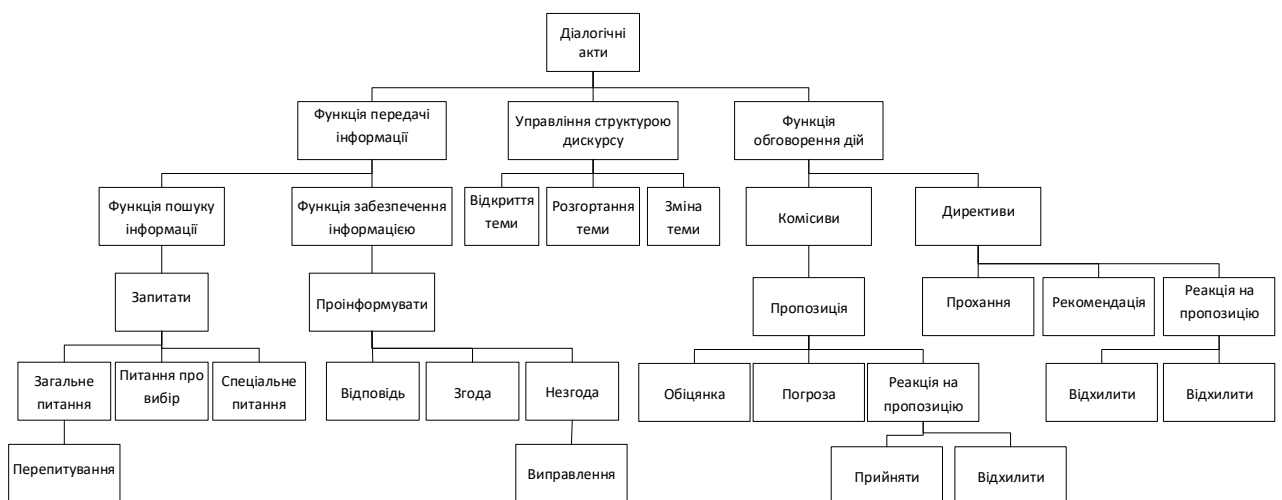 Діалогічні
акти
Функція передачі
інформації
Управління структурою
дискурсу
Функція
обговорення дій
Функція пошуку
інформації
Функція забезпечення
інформацією
Відкриття
теми
Розгортання
теми
Зміна
теми
Комісиви
Директиви
Запитати
Проінформувати
Пропозиція
Прохання
Рекомендація
Реакція на
пропозицію
Загальне
питання
Питання про
вибір
Спеціальне
питання
Відповідь
Згода
Незгода
Обіцянка
Погроза
Реакція на
пропозицію
Відхилити
Відхилити
Перепитування
Виправлення
Прийняти
Відхилити